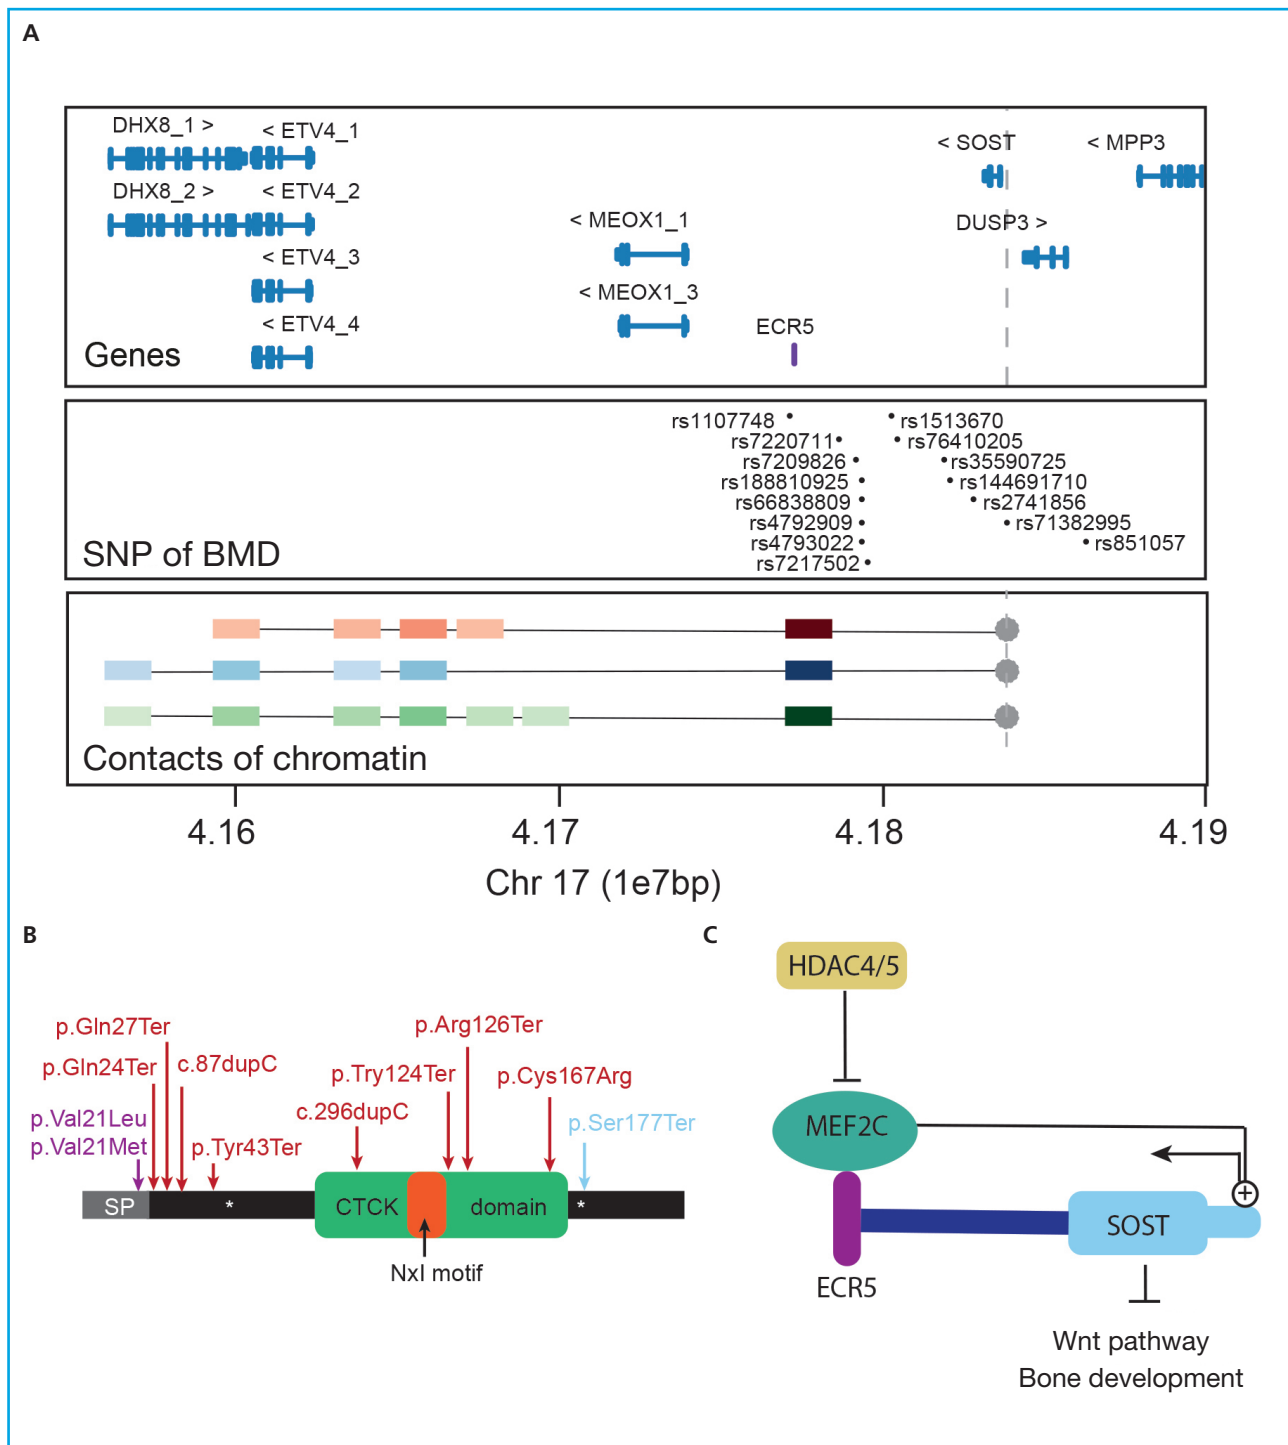 A
DHX8_1 >
< ETV4_1
< SOST
< MPP3
DHX8_2 >
< ETV4_2
< MEOX1_1
DUSP3 >
< ETV4_3
< MEOX1_3
< ETV4_4
ECR5
Genes
rs1107748
rs1513670
rs7220711
rs76410205
rs7209826
rs35590725
rs188810925
rs144691710
rs66838809
rs2741856
rs4792909
rs71382995
rs4793022
rs851057
rs7217502
SNP of BMD
Contacts of chromatin
4.16
4.17
4.18
4.19
Chr 17 (1e7bp)
B
p.Gln27Ter
p.Arg126Ter
p.Gln24Ter
c.87dupC
p.Try124Ter
p.Cys167Arg
p.Val21Leu
c.296dupC
p.Ser177Ter
p.Val21Met
p.Tyr43Ter
SP
*
CTCK
domain
*
NxI motif
C
HDAC4/5
MEF2C
+
SOST
ECR5
Wnt pathway
Bone development